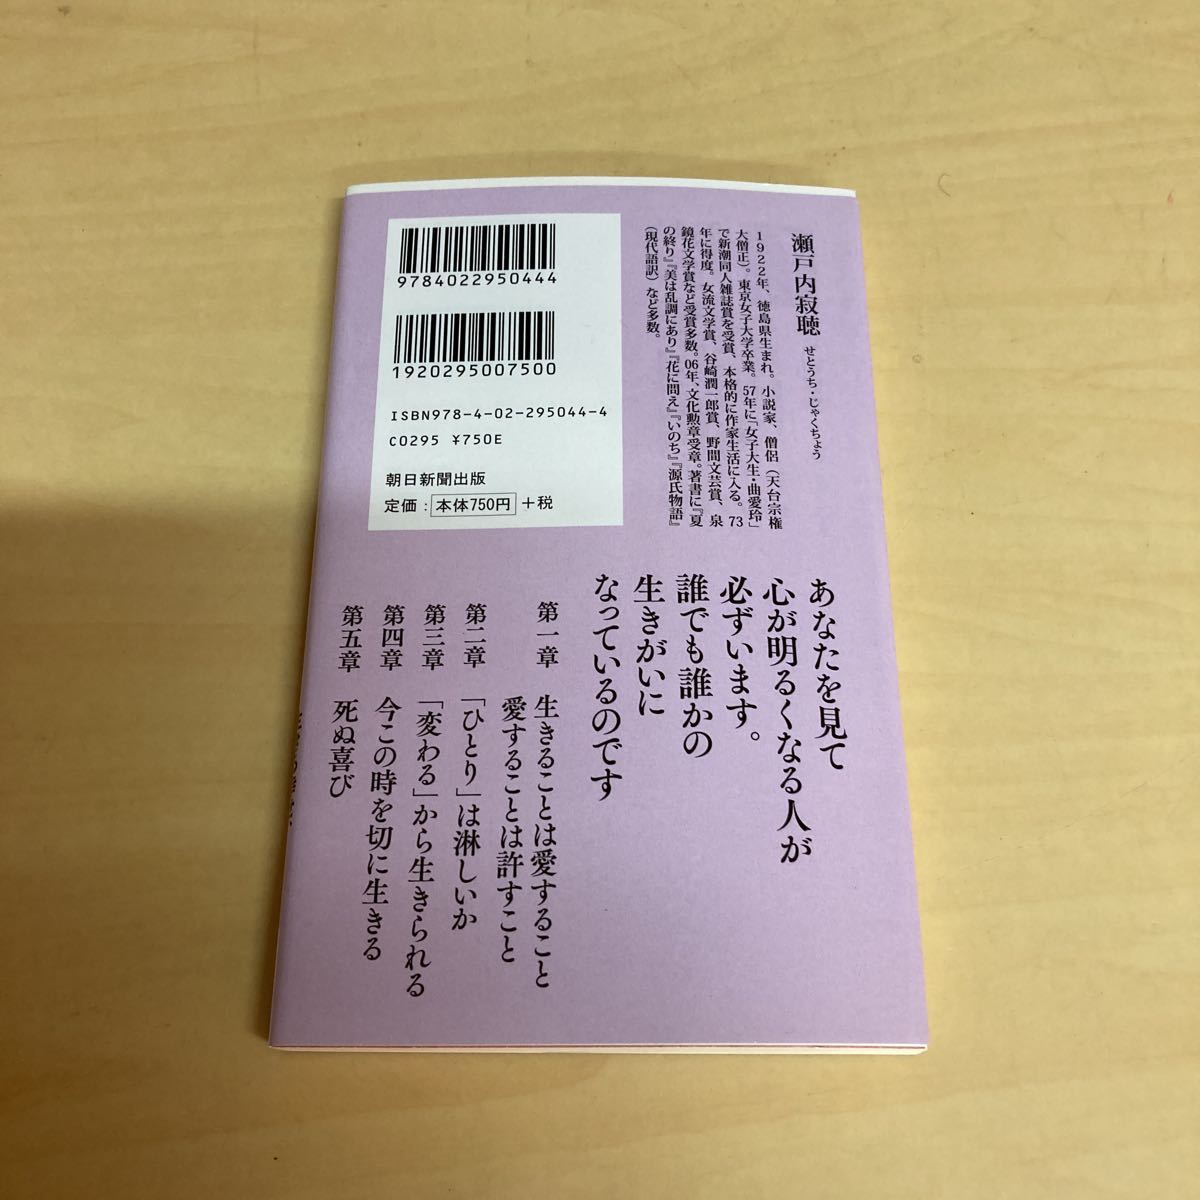 瀬戸内寂聴 せとうち・じゃくちょう
1922年、徳島県生まれ。小説家、僧侶（天台宗権
大僧正）。東京女子大学卒業。57年に「女子大生・曲愛玲」
で新潮同人雑誌賞を受賞、本格的に作家生活に入る。73
年に得度。女流文学賞、谷崎潤一郎賞、野間文芸賞、泉
鏡花文学賞など受賞多数。06年、文化勲章受章。著書に『夏
の終り』『美は乱調にあり』『花に問え』『いのち』『源氏物語』
（現代語訳）など多数。
9784022950444
1920295007500
ISBN978-4-02-295044-4
C0295 ¥750E
朝日新聞出版
定価：本体750円＋税
あなたを見て
心が明るくなる人が
必ずいます。
誰でも誰かの
生きがいに
なっているのです
第一章 生きることは愛すること
愛することは許すこと
第二章 「ひとり」は淋しいか
第三章 「変わる」から生きられる
第四章 今この時を切に生きる
第五章 死ぬ喜び